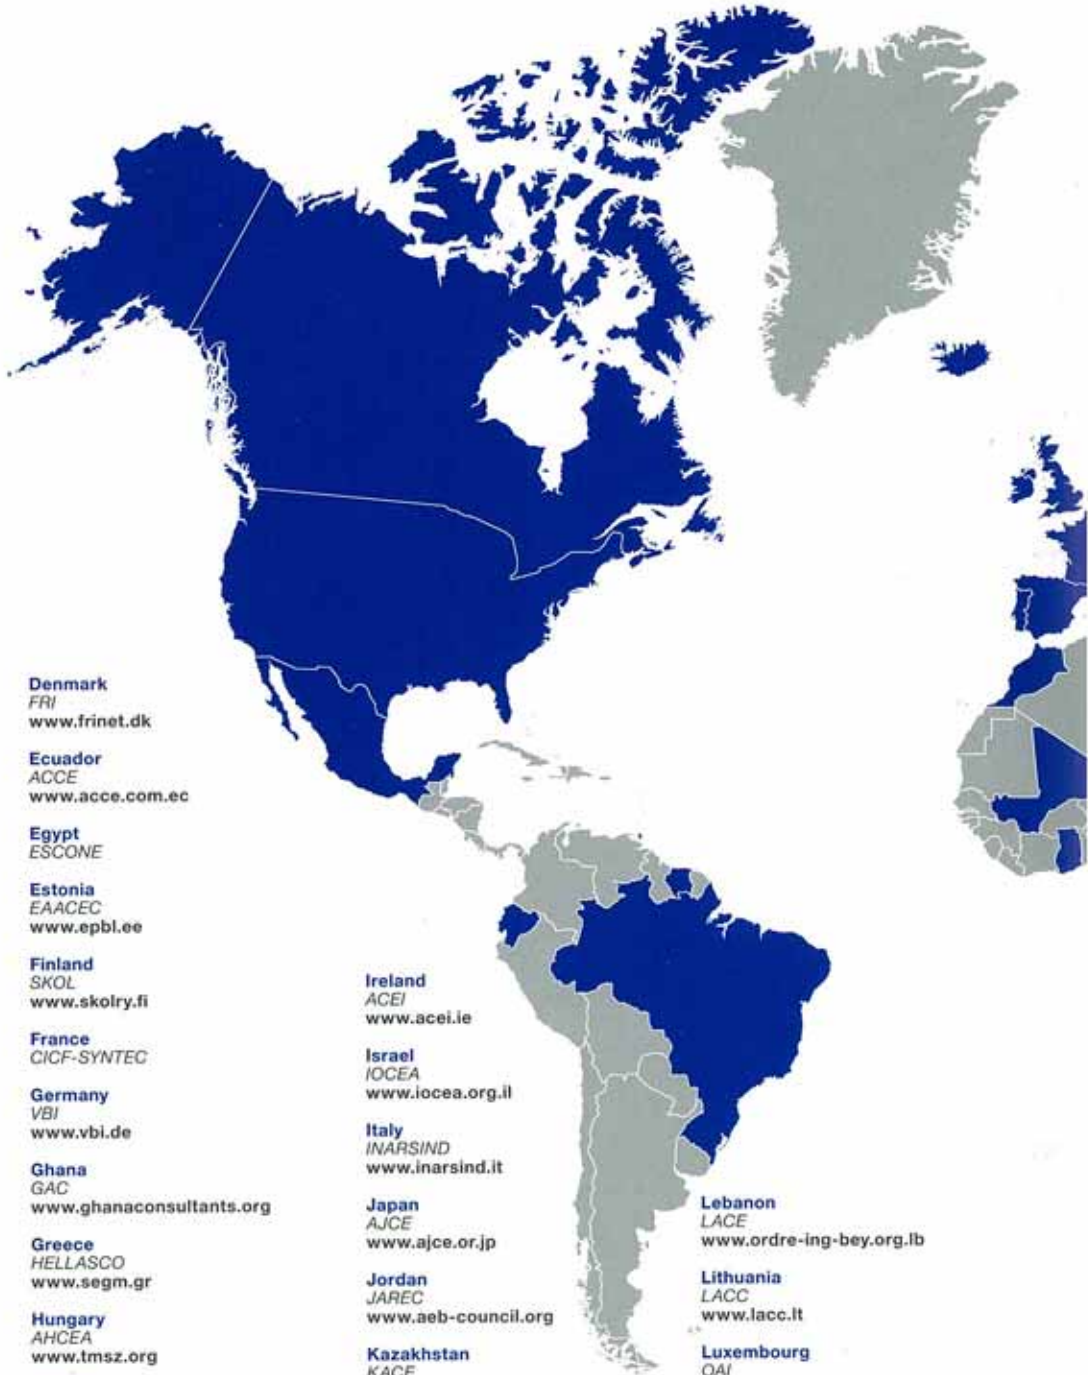 Denmark
FRI
www.frinet.dk
Ecuador
ACCE
www.acce.com.ec
Egypt
ESCONE
Estonia
EAACEC
www.epbl.ee
Finland
SKOL
www.skolry.fi
France
CICF-SYNTEC
Germany
VBI
www.vbi.de
Ghana
GAC
www.ghanaconsultants.org
Greece
HELLASCO
www.segm.gr
Hungary
AHCEA
www.tmsz.org
Ireland
ACEI
www.acei.ie
Israel
IOCEA
www.iocea.org.il
Italy
INARSIND
www.inarsind.it
Japan
AJCE
www.ajce.or.jp
Jordan
JAREC
www.aeb-council.org
Kazakhstan
KACE
Lebanon
LACE
www.ordre-ing-bey.org.lb
Lithuania
LACC
www.lacc.lt
Luxembourg
OAI